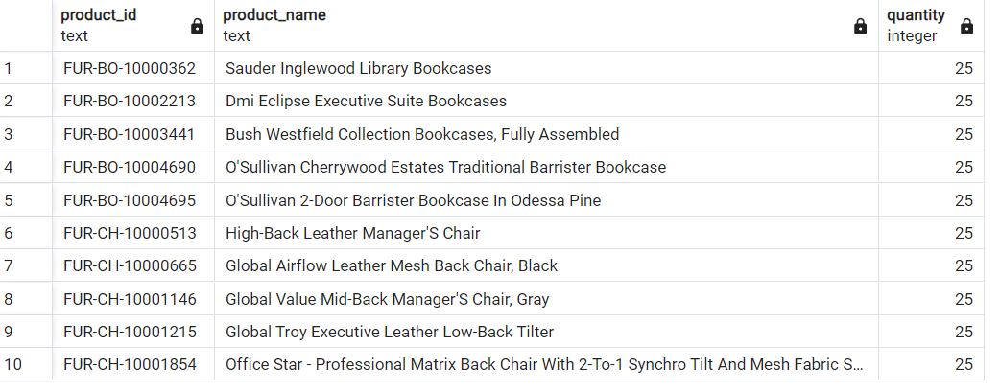 product_id product_name quantity
text text integer
1 FUR-BO-10000362 Sauder Inglewood Library Bookcases 25
2 FUR-BO-10002213 Dmi Eclipse Executive Suite Bookcases 25
3 FUR-BO-10003441 Bush Westfield Collection Bookcases, Fully Assembled 25
4 FUR-BO-10004690 O'Sullivan Cherrywood Estates Traditional Barrister Bookcase 25
5 FUR-BO-10004695 O'Sullivan 2-Door Barrister Bookcase In Odessa Pine 25
6 FUR-CH-10000513 High-Back Leather Manager'S Chair 25
7 FUR-CH-10000665 Global Airflow Leather Mesh Back Chair, Black 25
8 FUR-CH-10001146 Global Value Mid-Back Manager'S Chair, Gray 25
9 FUR-CH-10001215 Global Troy Executive Leather Low-Back Tilter 25
10 FUR-CH-10001854 Office Star - Professional Matrix Back Chair With 2-To-1 Synchro Tilt And Mesh Fabric S... 25